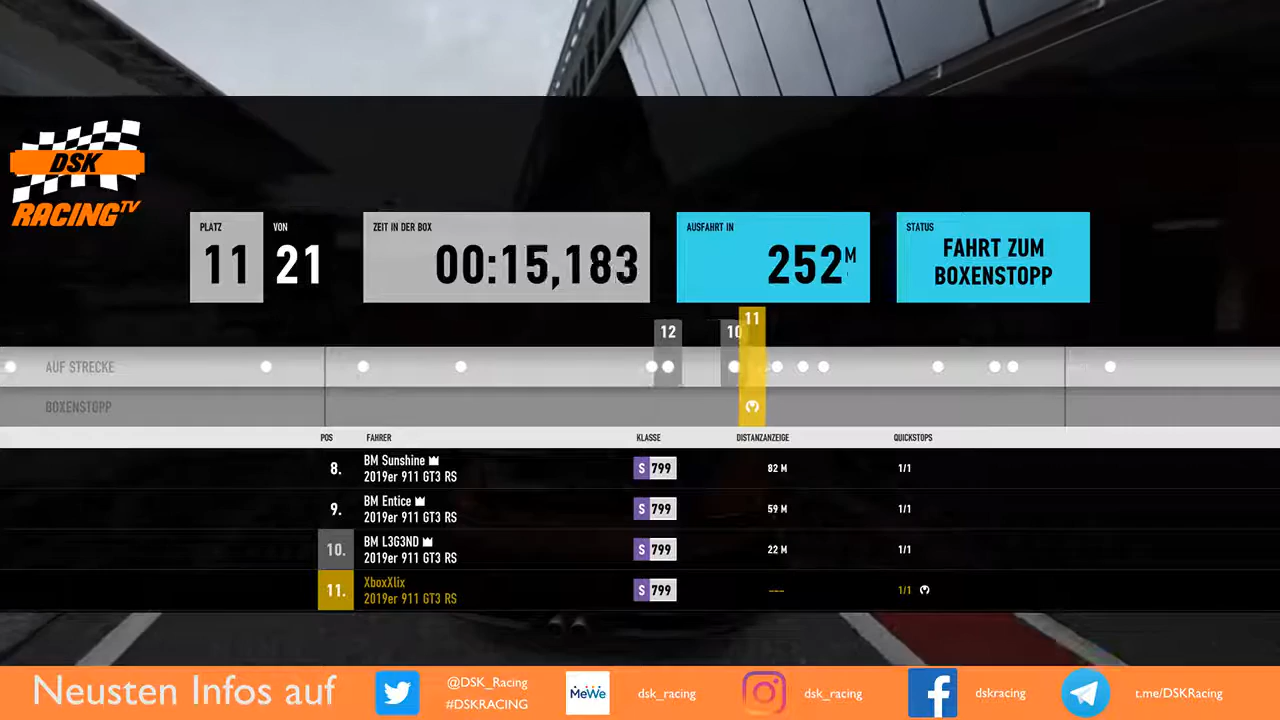 DSK
RACING TV
PLATZ
11
VON
21
ZEIT IN DER BOX
00:15,183
AUSFAHRT IN
252 M
STATUS
FAHRT ZUM
BOXENSTOPP
12
10
11
AUF STRECKE
BOXENSTOPP
POS FAHRER KLASSE DISTANZANZEIGE QUICKSTOPS
8. BM Sunshine S 799 82 M 1/1
2019er 911 GT3 RS
9. BM Entice S 799 59 M 1/1
2019er 911 GT3 RS
10. BM L3G3ND S 799 22 M 1/1
2019er 911 GT3 RS
11. XboxXlix S 799 --- 1/1
2019er 911 GT3 RS
Neusten Infos auf
@DSK_Racing
#DSKRACING
MeWe
dsk_racing
dsk_racing
dskracing
t.me/DSKRacing